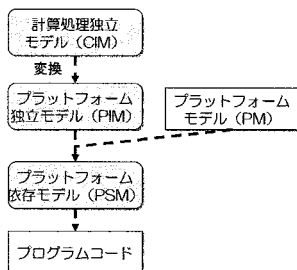 計算処理独立
モデル（CIM）
変換
プラットフォーム
独立モデル（PIM）
プラットフォーム
モデル（PM）
プラットフォーム
依存モデル（PSM）
プログラムコード